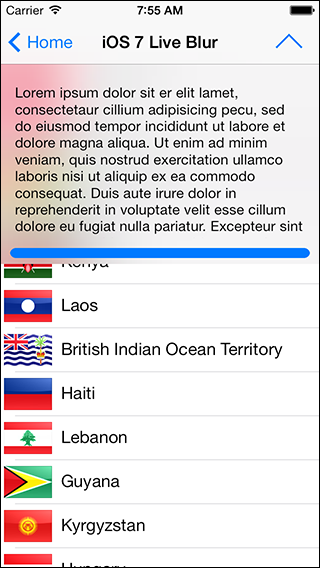 Carrier 7:55 AM
Home iOS 7 Live Blur
Lorem ipsum dolor sit er elit lamet,
consectetaur cillium adipisicing pecu, sed
do eiusmod tempor incididunt ut labore et
dolore magna aliqua. Ut enim ad minim
veniam, quis nostrud exercitation ullamco
laboris nisi ut aliquip ex ea commodo
consequat. Duis aute irure dolor in
reprehenderit in voluptate velit esse cillum
dolore eu fugiat nulla pariatur. Excepteur sint
Kenya
Laos
British Indian Ocean Territory
Haiti
Lebanon
Guyana
Kyrgyzstan
Hungary